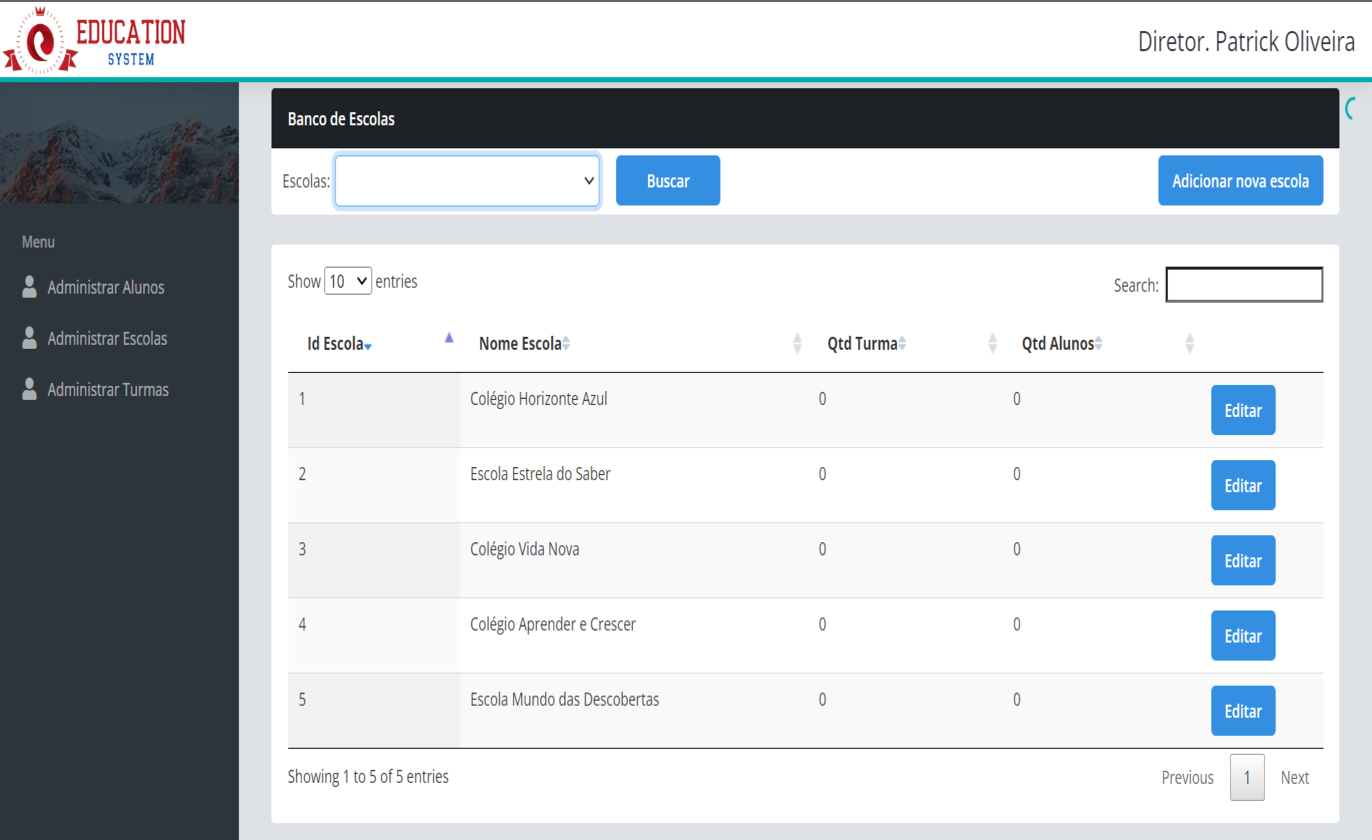 EDUCATION
SYSTEM
Diretor. Patrick Oliveira
Menu
Administrar Alunos
Administrar Escolas
Administrar Turmas
Banco de Escolas
Escolas: Buscar Adicionar nova escola
Show 10 entries Search:
Id Escola Nome Escola Qtd Turma Qtd Alunos
1 Colégio Horizonte Azul 0 0 Editar
2 Escola Estrela do Saber 0 0 Editar
3 Colégio Vida Nova 0 0 Editar
4 Colégio Aprender e Crescer 0 0 Editar
5 Escola Mundo das Descobertas 0 0 Editar
Showing 1 to 5 of 5 entries Previous 1 Next